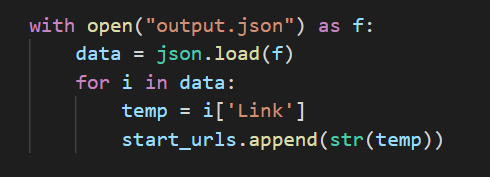 with open("output.json") as f:
    data = json.load(f)
    for i in data:
        temp = i['Link']
        start_urls.append(str(temp))